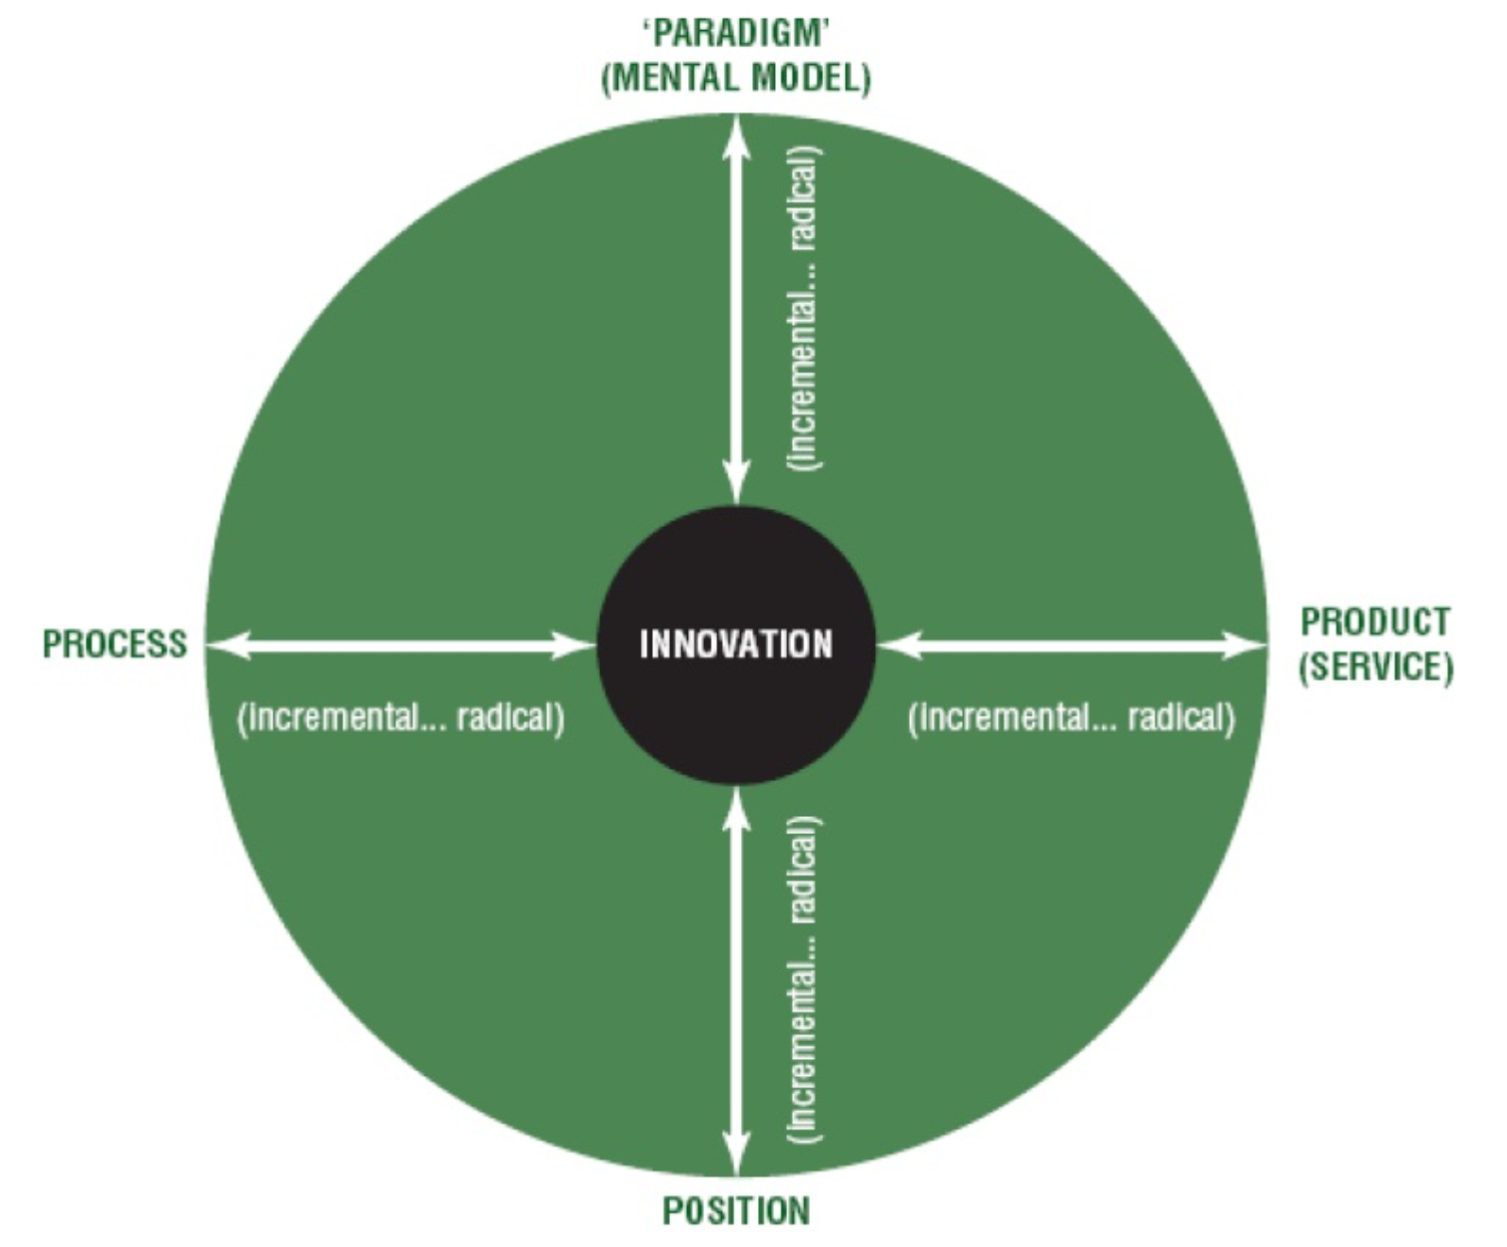 ‘PARADIGM’
(MENTAL MODEL)
(incremental... radical)
PROCESS
INNOVATION
PRODUCT
(SERVICE)
(incremental... radical)
(incremental... radical)
(incremental... radical)
POSITION